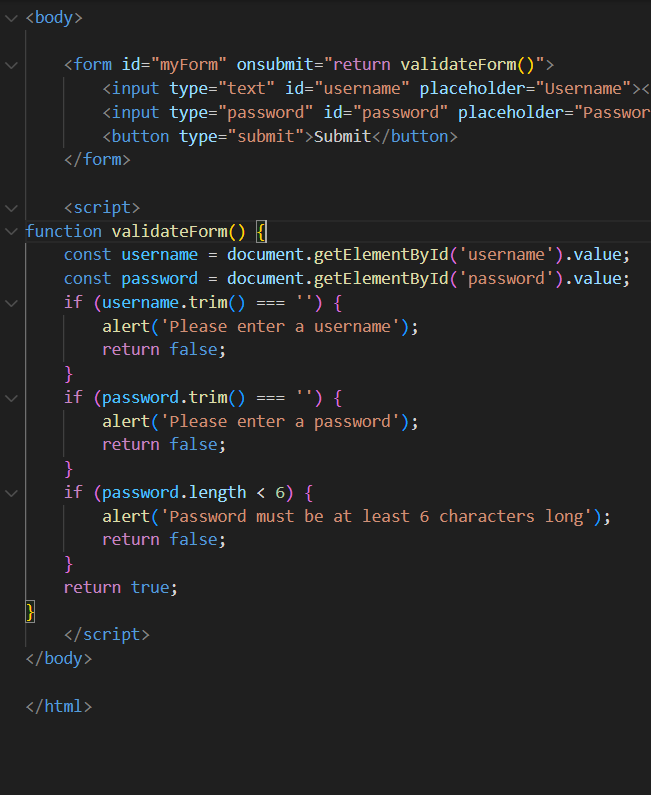 <body>
<form id="myForm" onsubmit="return validateForm()">
<input type="text" id="username" placeholder="Username"><
<input type="password" id="password" placeholder="Passwor
<button type="submit">Submit</button>
</form>
<script>
function validateForm() {
const username = document.getElementById('username').value;
const password = document.getElementById('password').value;
if (username.trim() === '') {
alert('Please enter a username');
return false;
}
if (password.trim() === '') {
alert('Please enter a password');
return false;
}
if (password.length < 6) {
alert('Password must be at least 6 characters long');
return false;
}
return true;
}
</script>
</body>
</html>